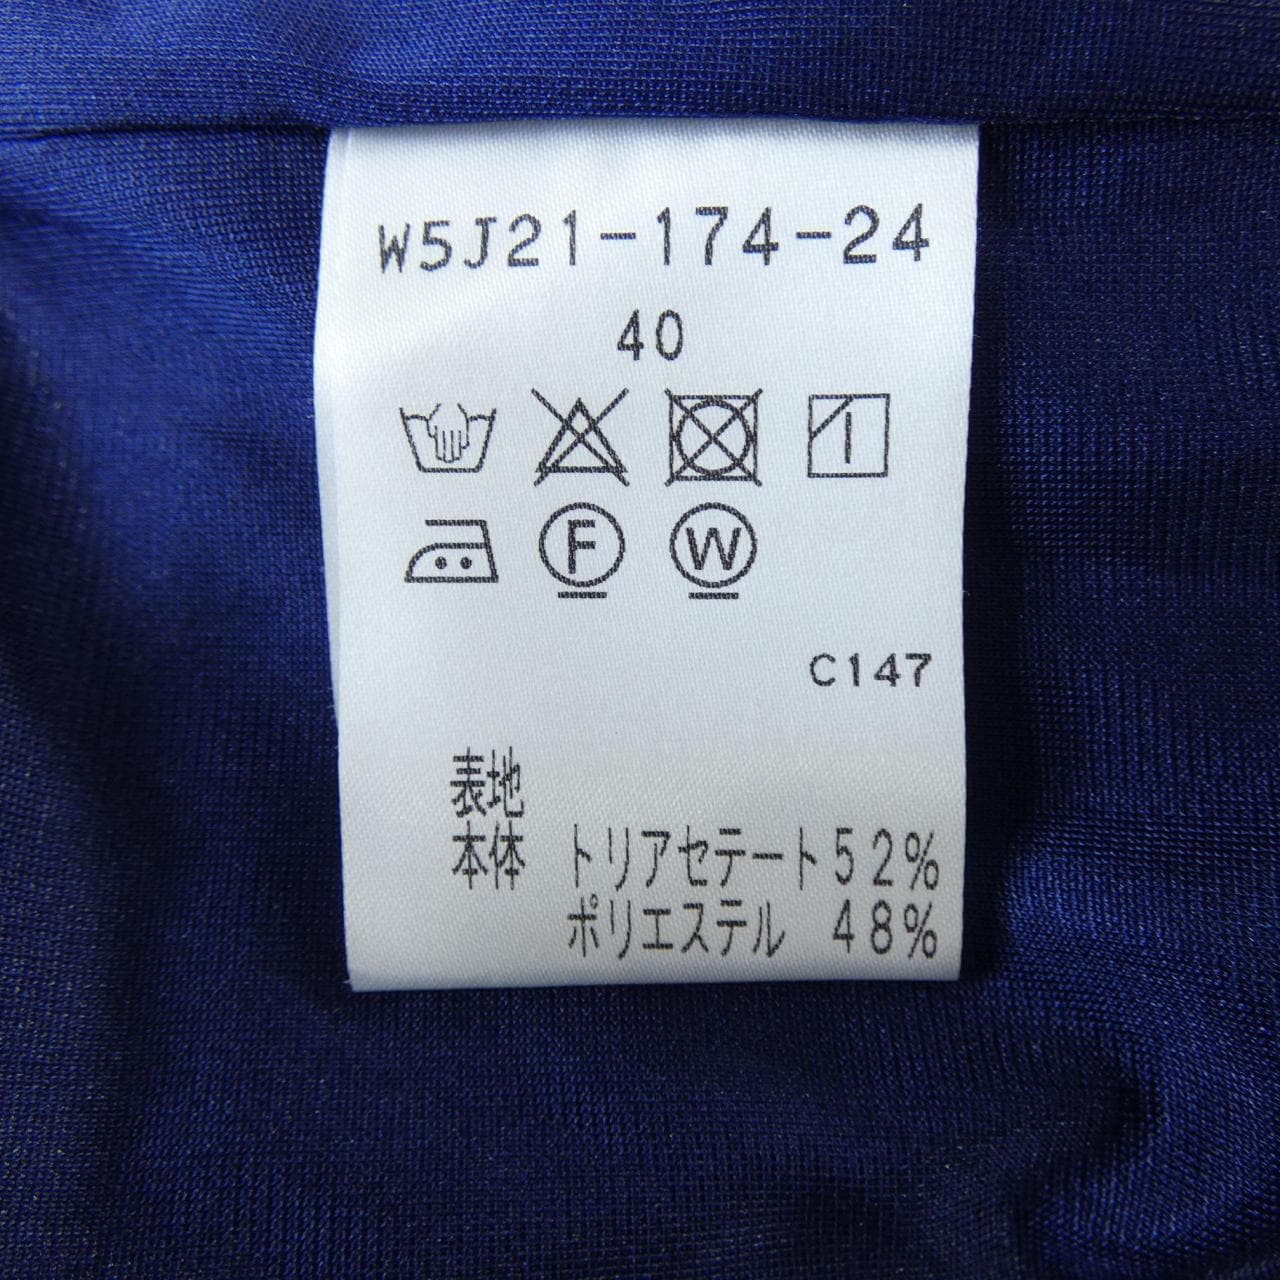 W5J21-174-24
40
F W
C147
表地
本体 トリアセテート52%
ポリエステル 48%